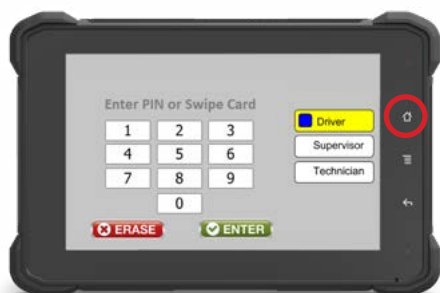 Enter PIN or Swipe Card
1 2 3
4 5 6
7 8 9
0
ERASE
ENTER
Driver
Supervisor
Technician